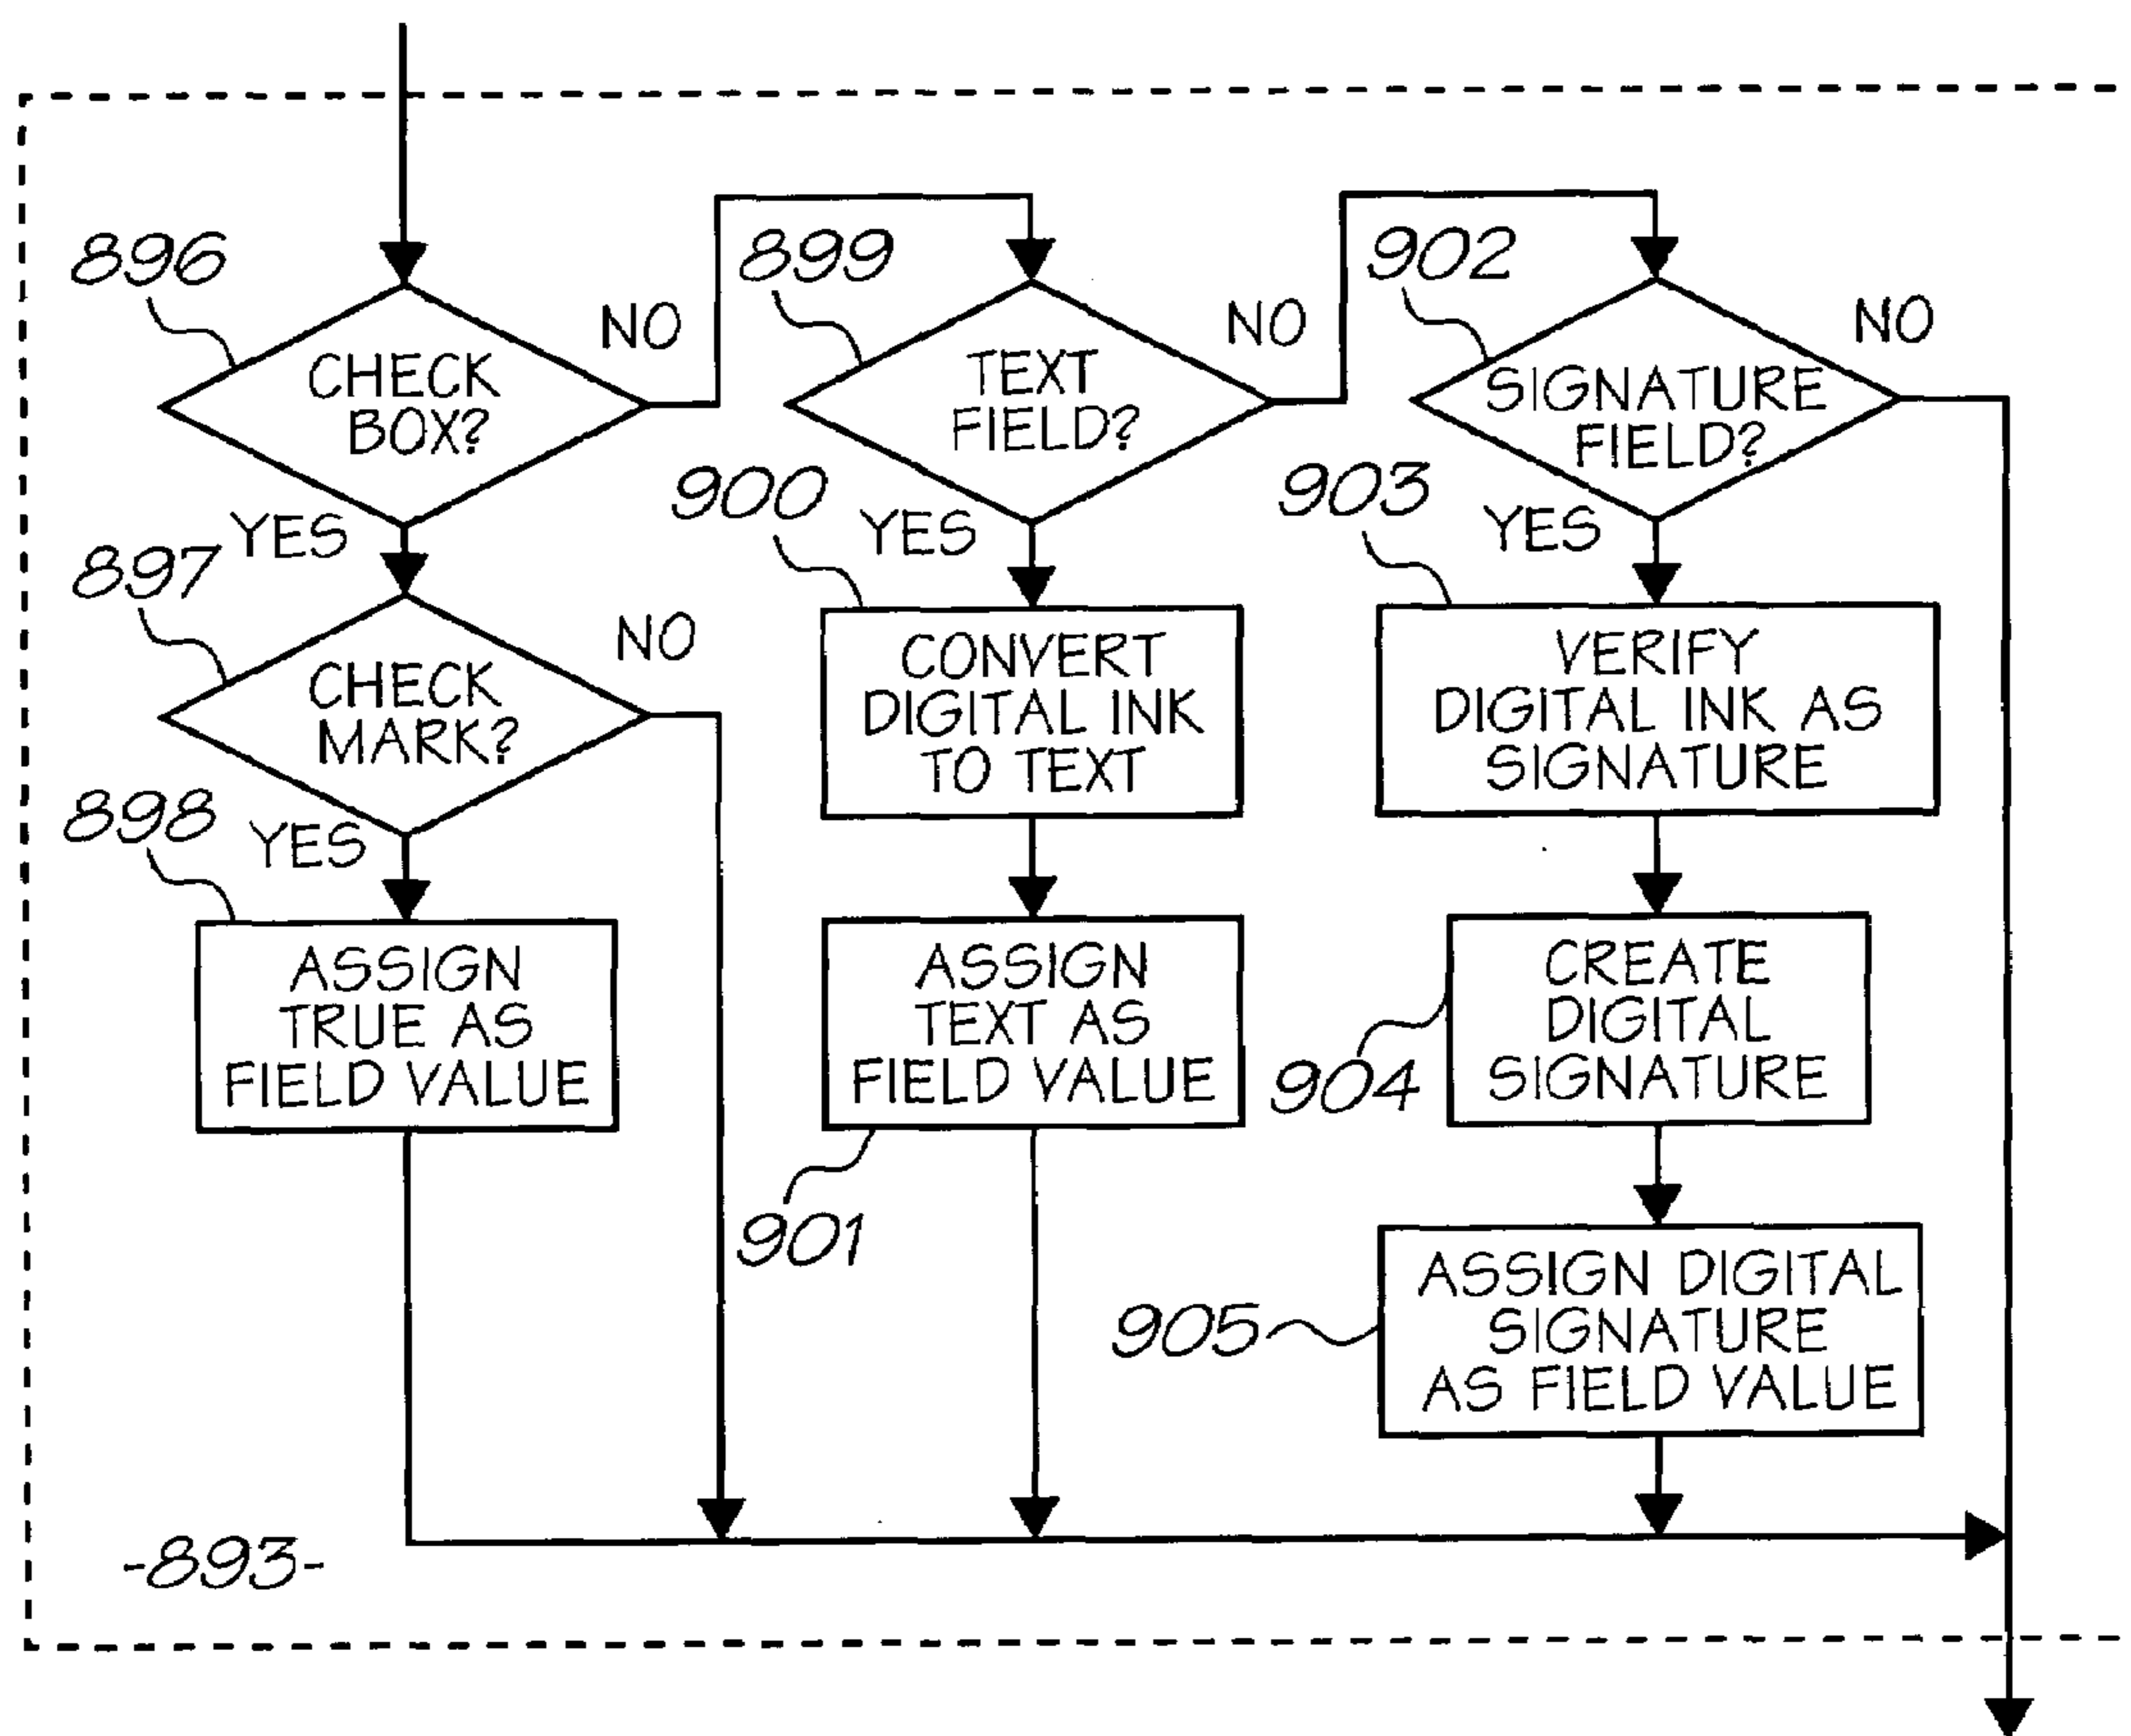 896
CHECK
BOX?
NO
YES
897
CHECK
MARK?
NO
YES
898
ASSIGN
TRUE AS
FIELD VALUE
899
TEXT
FIELD?
NO
YES
900
CONVERT
DIGITAL INK
TO TEXT
ASSIGN
TEXT AS
FIELD VALUE
901
902
SIGNATURE
FIELD?
NO
YES
903
VERIFY
DIGITAL INK AS
SIGNATURE
CREATE
DIGITAL
SIGNATURE
904
ASSIGN DIGITAL
SIGNATURE
AS FIELD VALUE
905
-893-